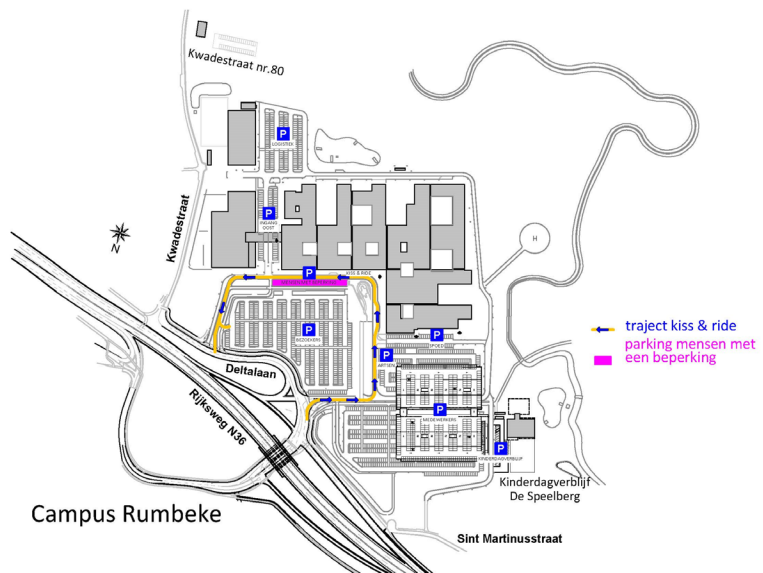 Kwadestraat nr.80
P
LOGISTIEK
Kwadestraat
P
INGANG
OOST
N
H
P
KISS & RIDE
P
BEZOEKERS
P
SPOED
P
ARTSEN
traject kiss & ride
parking mensen met
een beperking
Deltalaan
Rijksweg N36
P
MEDEWERKERS
P
KINDERDAGVERBLIJF
Kinderdagverblijf
De Speelberg
Campus Rumbeke
Sint Martinusstraat